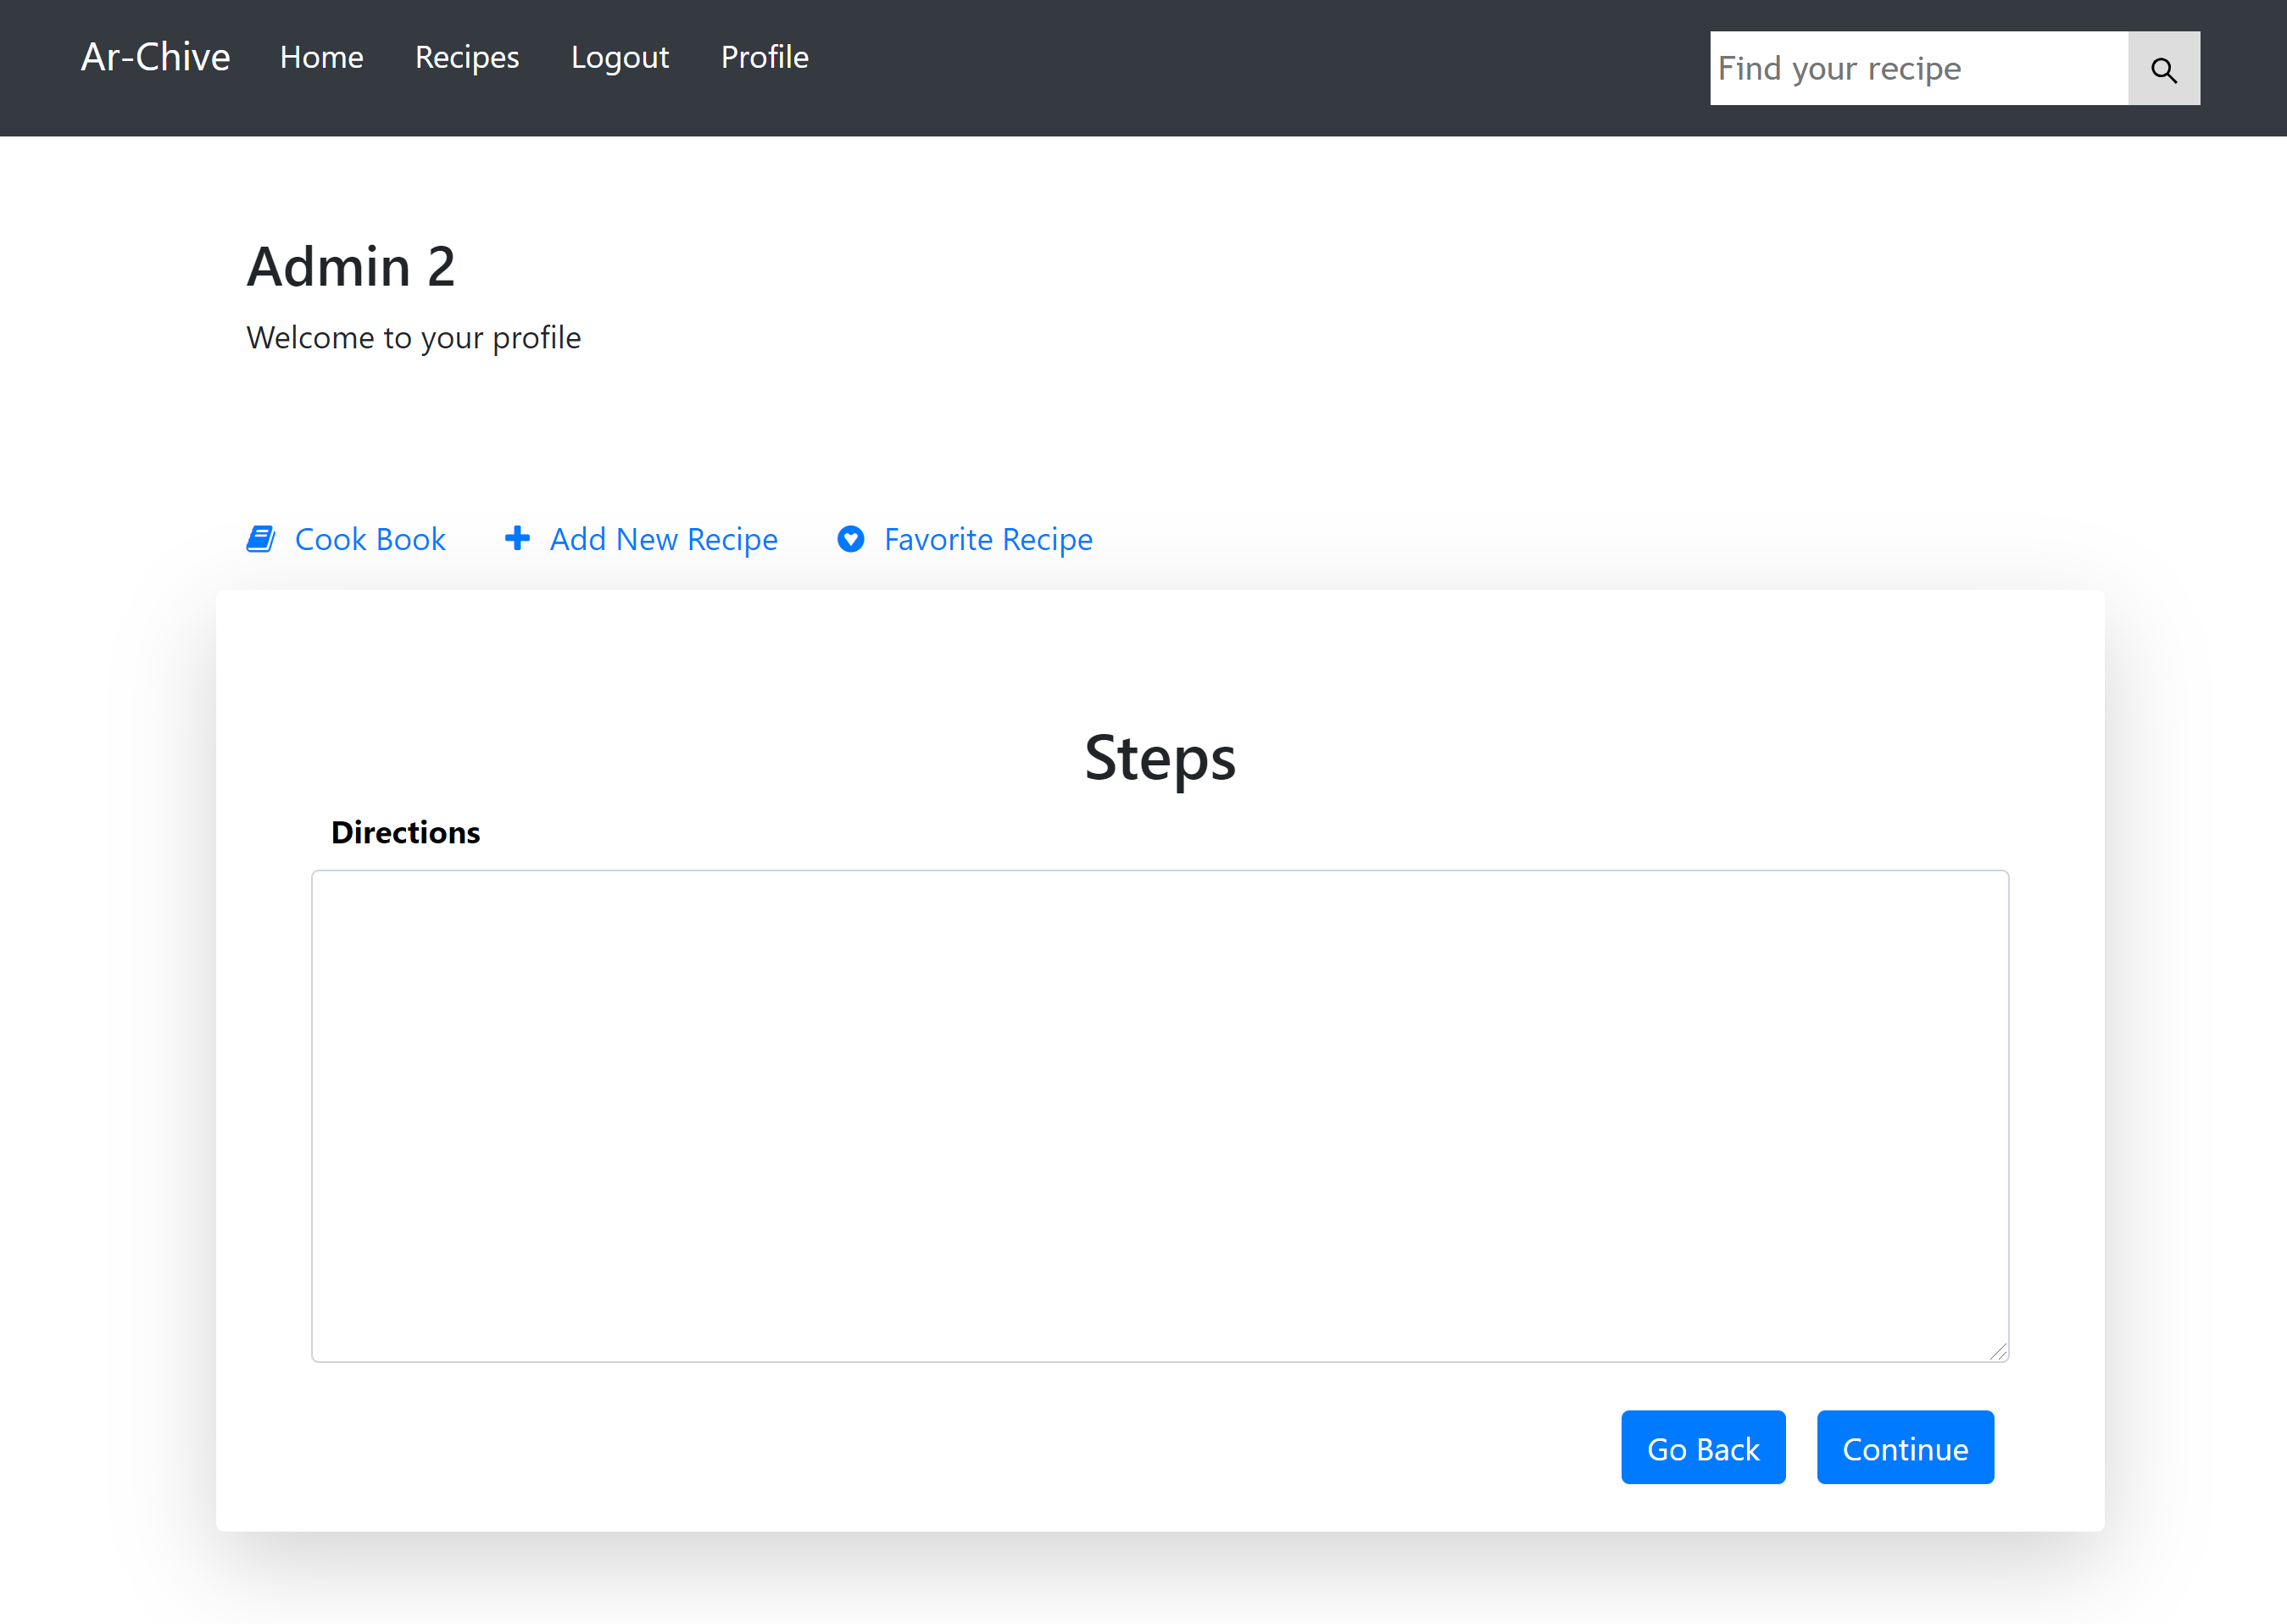 Ar-Chive Home Recipes Logout Profile Find your recipe
Admin 2
Welcome to your profile
Cook Book Add New Recipe Favorite Recipe
Steps
Directions
Go Back Continue